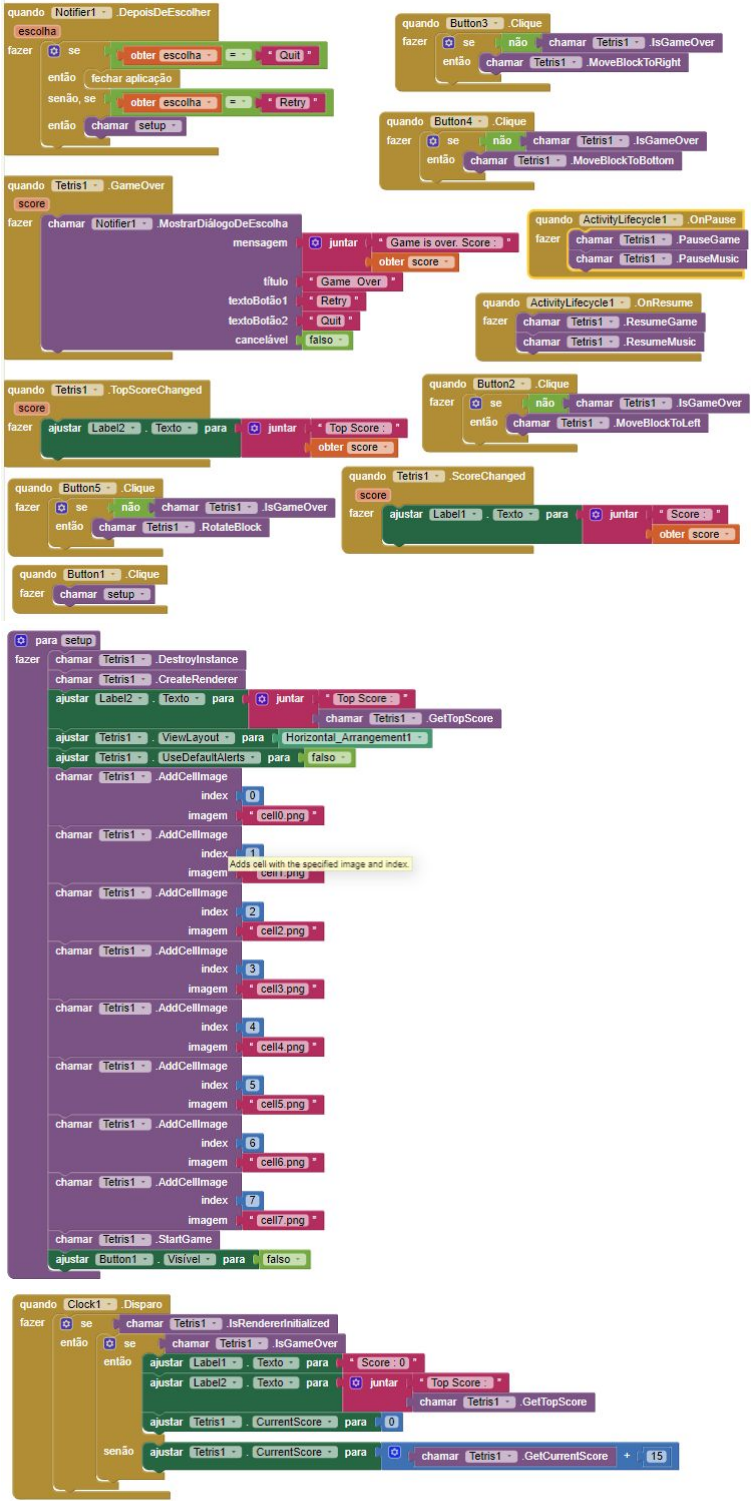 quando Notifier1 .DepoisDeEscolher
escolha
fazer se obter escolha = " Quit "
então fechar aplicação
senão, se obter escolha = " Retry "
então chamar setup
quando Button3 .Clique
fazer se não chamar Tetris1 .IsGameOver
então chamar Tetris1 .MoveBlockToRight
quando Button4 .Clique
fazer se não chamar Tetris1 .IsGameOver
então chamar Tetris1 .MoveBlockToBottom
quando Tetris1 .GameOver
score
fazer chamar Notifier1 .MostrarDiálogoDeEscolha
mensagem juntar " Game is over. Score : "
obter score
título " Game Over "
textoBotão1 " Retry "
textoBotão2 " Quit "
cancelável falso
quando ActivityLifecycle1 .OnPause
fazer chamar Tetris1 .PauseGame
chamar Tetris1 .PauseMusic
quando ActivityLifecycle1 .OnResume
fazer chamar Tetris1 .ResumeGame
chamar Tetris1 .ResumeMusic
quando Tetris1 .TopScoreChanged
score
fazer ajustar Label2 . Texto para juntar " Top Score : "
obter score
quando Button2 .Clique
fazer se não chamar Tetris1 .IsGameOver
então chamar Tetris1 .MoveBlockToLeft
quando Button5 .Clique
fazer se não chamar Tetris1 .IsGameOver
então chamar Tetris1 .RotateBlock
quando Tetris1 .ScoreChanged
score
fazer ajustar Label1 . Texto para juntar " Score : "
obter score
quando Button1 .Clique
fazer chamar setup
para setup
fazer chamar Tetris1 .DestroyInstance
chamar Tetris1 .CreateRenderer
ajustar Label2 . Texto para juntar " Top Score : "
chamar Tetris1 .GetTopScore
ajustar Tetris1 . ViewLayout para Horizontal_Arrangement1
ajustar Tetris1 . UseDefaultAlerts para falso
chamar Tetris1 .AddCellImage
index 0
imagem " cell0.png "
chamar Tetris1 .AddCellImage
index 1
Adds cell with the specified image and index.
imagem " cell1.png "
chamar Tetris1 .AddCellImage
index 2
imagem " cell2.png "
chamar Tetris1 .AddCellImage
index 3
imagem " cell3.png "
chamar Tetris1 .AddCellImage
index 4
imagem " cell4.png "
chamar Tetris1 .AddCellImage
index 5
imagem " cell5.png "
chamar Tetris1 .AddCellImage
index 6
imagem " cell6.png "
chamar Tetris1 .AddCellImage
index 7
imagem " cell7.png "
chamar Tetris1 .StartGame
ajustar Button1 . Visível para falso
quando Clock1 .Disparo
fazer se chamar Tetris1 .IsRendererInitialized
então se chamar Tetris1 .IsGameOver
então ajustar Label1 . Texto para " Score : 0 "
ajustar Label2 . Texto para juntar " Top Score : "
chamar Tetris1 .GetTopScore
ajustar Tetris1 . CurrentScore para 0
senão ajustar Tetris1 . CurrentScore para chamar Tetris1 .GetCurrentScore + 15